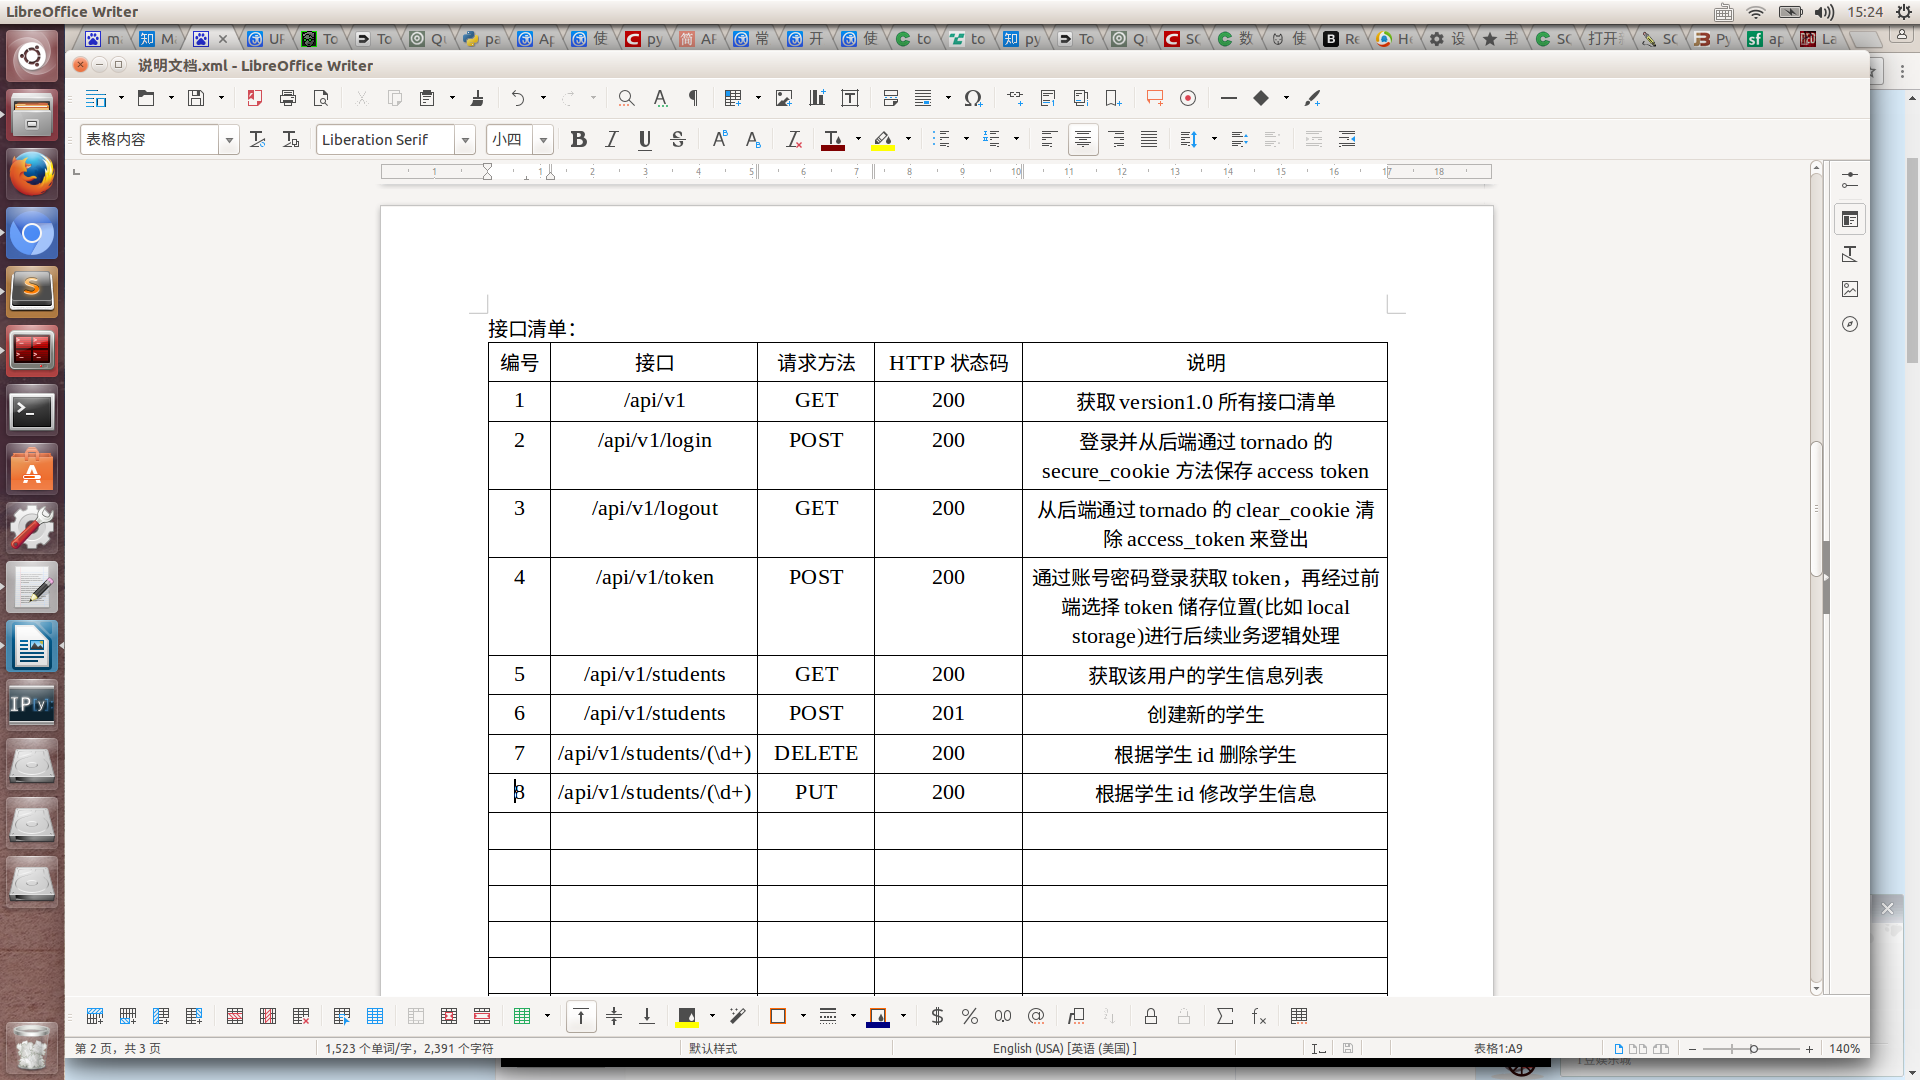 LibreOffice Writer
15:24
说明文档.xml - LibreOffice Writer
表格内容
Liberation Serif
小四
接口清单：
编号 接口 请求方法 HTTP 状态码 说明
1 /api/v1 GET 200 获取 version1.0 所有接口清单
2 /api/v1/login POST 200 登录并从后端通过 tornado 的
secure_cookie 方法保存 access token
3 /api/v1/logout GET 200 从后端通过 tornado 的 clear_cookie 清
除 access_token 来登出
4 /api/v1/token POST 200 通过账号密码登录获取 token，再经过前
端选择 token 储存位置(比如 local
storage)进行后续业务逻辑处理
5 /api/v1/students GET 200 获取该用户的学生信息列表
6 /api/v1/students POST 201 创建新的学生
7 /api/v1/students/(\d+) DELETE 200 根据学生 id 删除学生
8 /api/v1/students/(\d+) PUT 200 根据学生 id 修改学生信息
第 2 页，共 3 页
1,523 个单词/字，2,391 个字符
默认样式
English (USA) [英语 (美国) ]
表格1:A9
140%